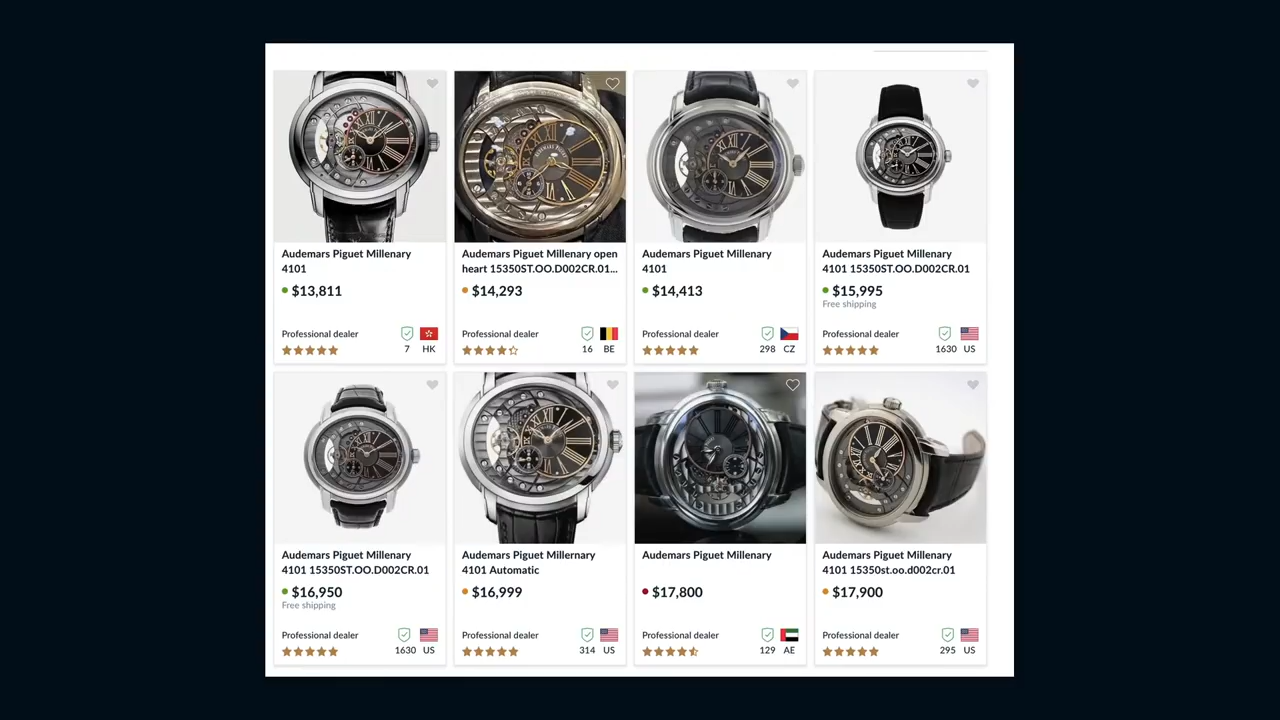 Audemars Piguet Millenary
4101
$13,811
Professional dealer
7 HK
Audemars Piguet Millenary open
heart 15350ST.OO.D002CR.01...
$14,293
Professional dealer
16 BE
Audemars Piguet Millenary
4101
$14,413
Professional dealer
298 CZ
Audemars Piguet Millenary
4101 15350ST.OO.D002CR.01
$15,995
Free shipping
Professional dealer
1630 US
Audemars Piguet Millenary
4101 15350ST.OO.D002CR.01
$16,950
Free shipping
Professional dealer
1630 US
Audemars Piguet Millernary
4101 Automatic
$16,999
Professional dealer
314 US
Audemars Piguet Millenary
$17,800
Professional dealer
129 AE
Audemars Piguet Millenary
4101 15350st.oo.d002cr.01
$17,900
Professional dealer
295 US